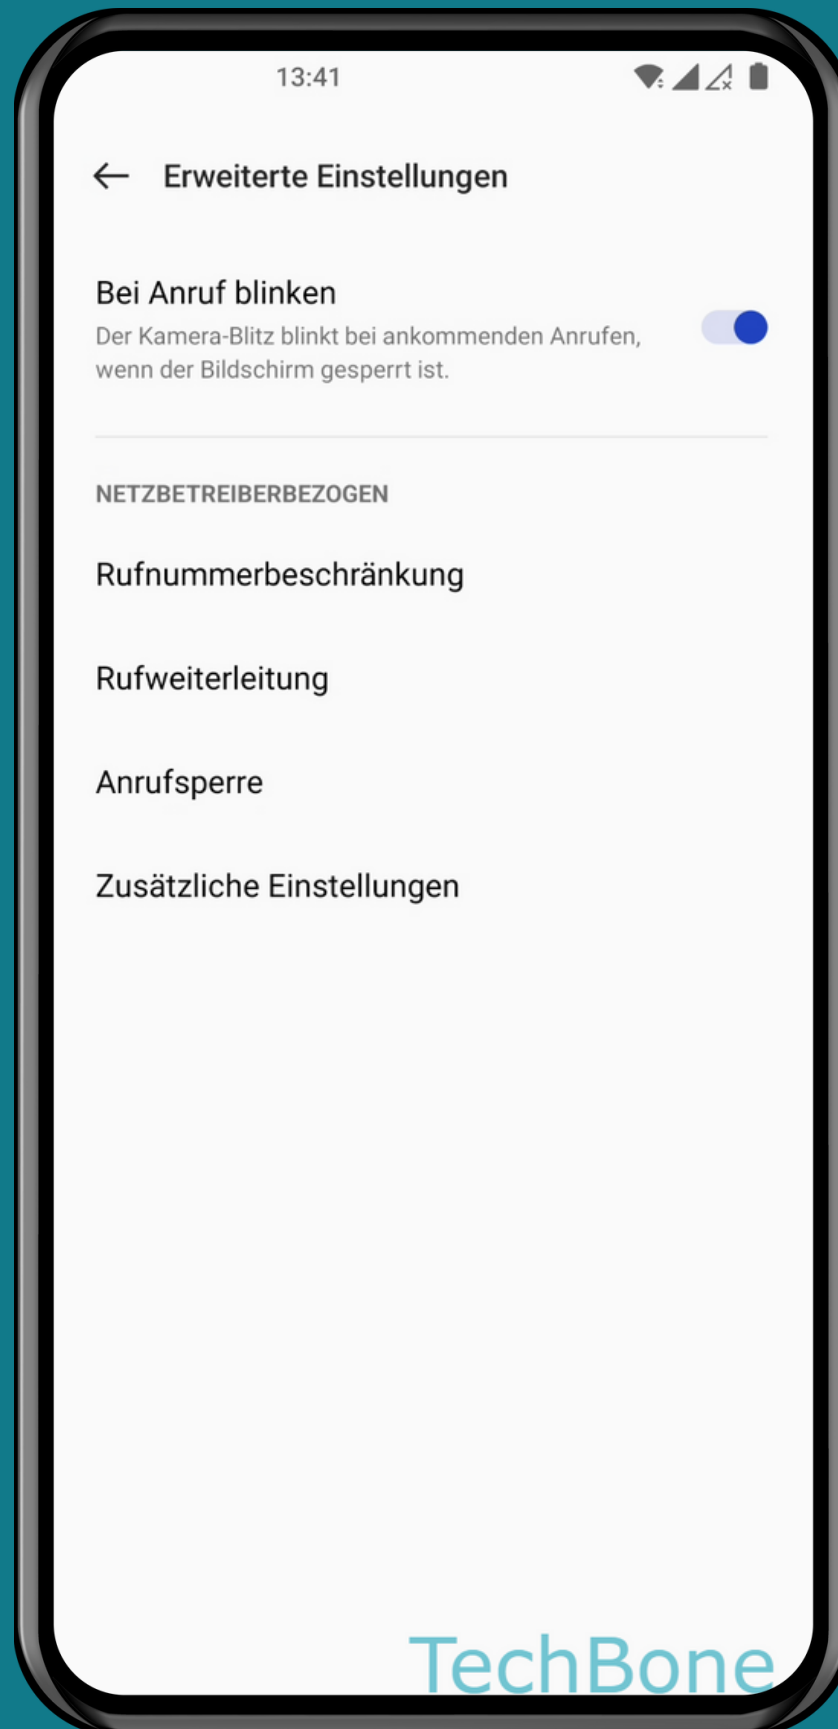 13:41
Erweiterte Einstellungen
Bei Anruf blinken
Der Kamera-Blitz blinkt bei ankommenden Anrufen,
wenn der Bildschirm gesperrt ist.
NETZBETREIBERBEZOGEN
Rufnummerbeschränkung
Rufweiterleitung
Anrufsperre
Zusätzliche Einstellungen
TechBone